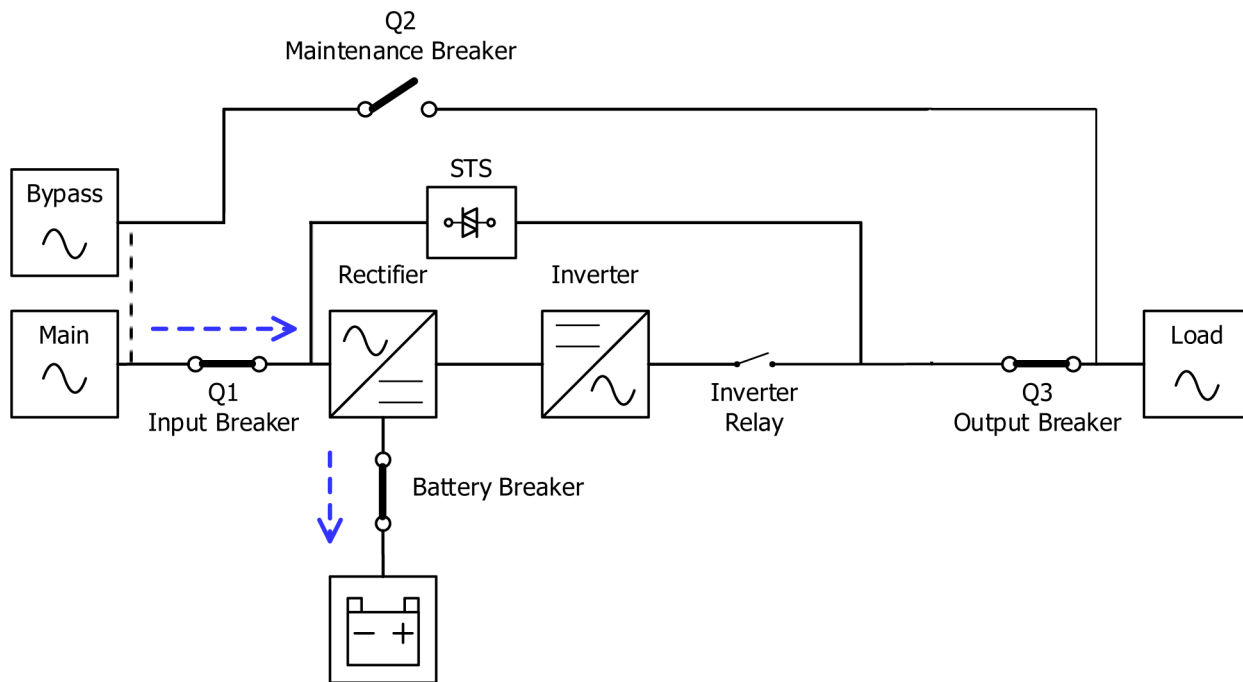 Q2
Maintenance Breaker
STS
Bypass
Rectifier
Inverter
Main
Load
Q1
Input Breaker
Inverter
Relay
Q3
Output Breaker
Battery Breaker